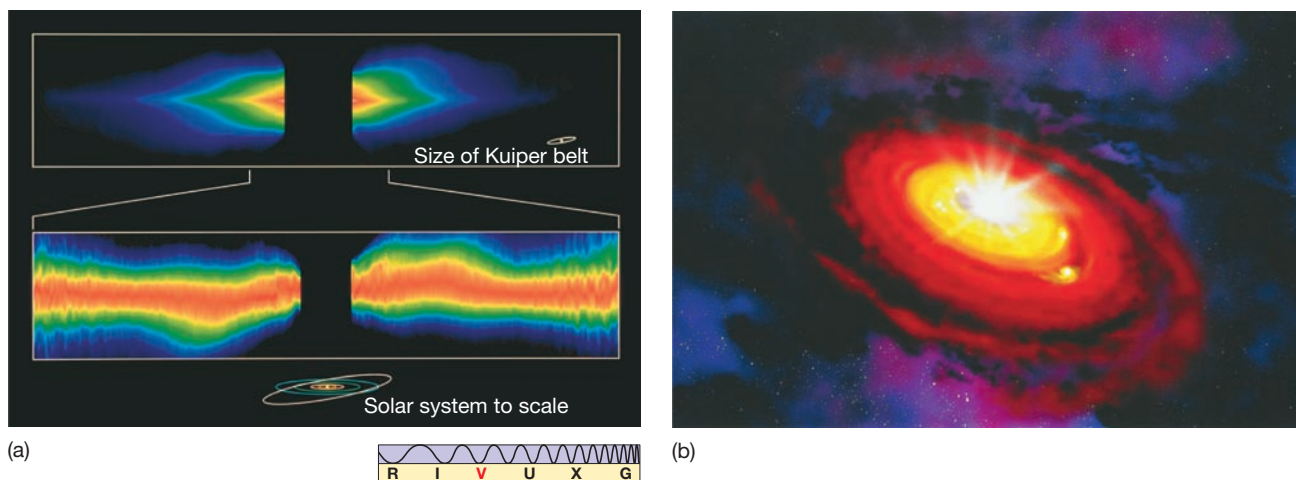 Size of Kuiper belt
Solar system to scale
(a)
R I V U X G
(b)